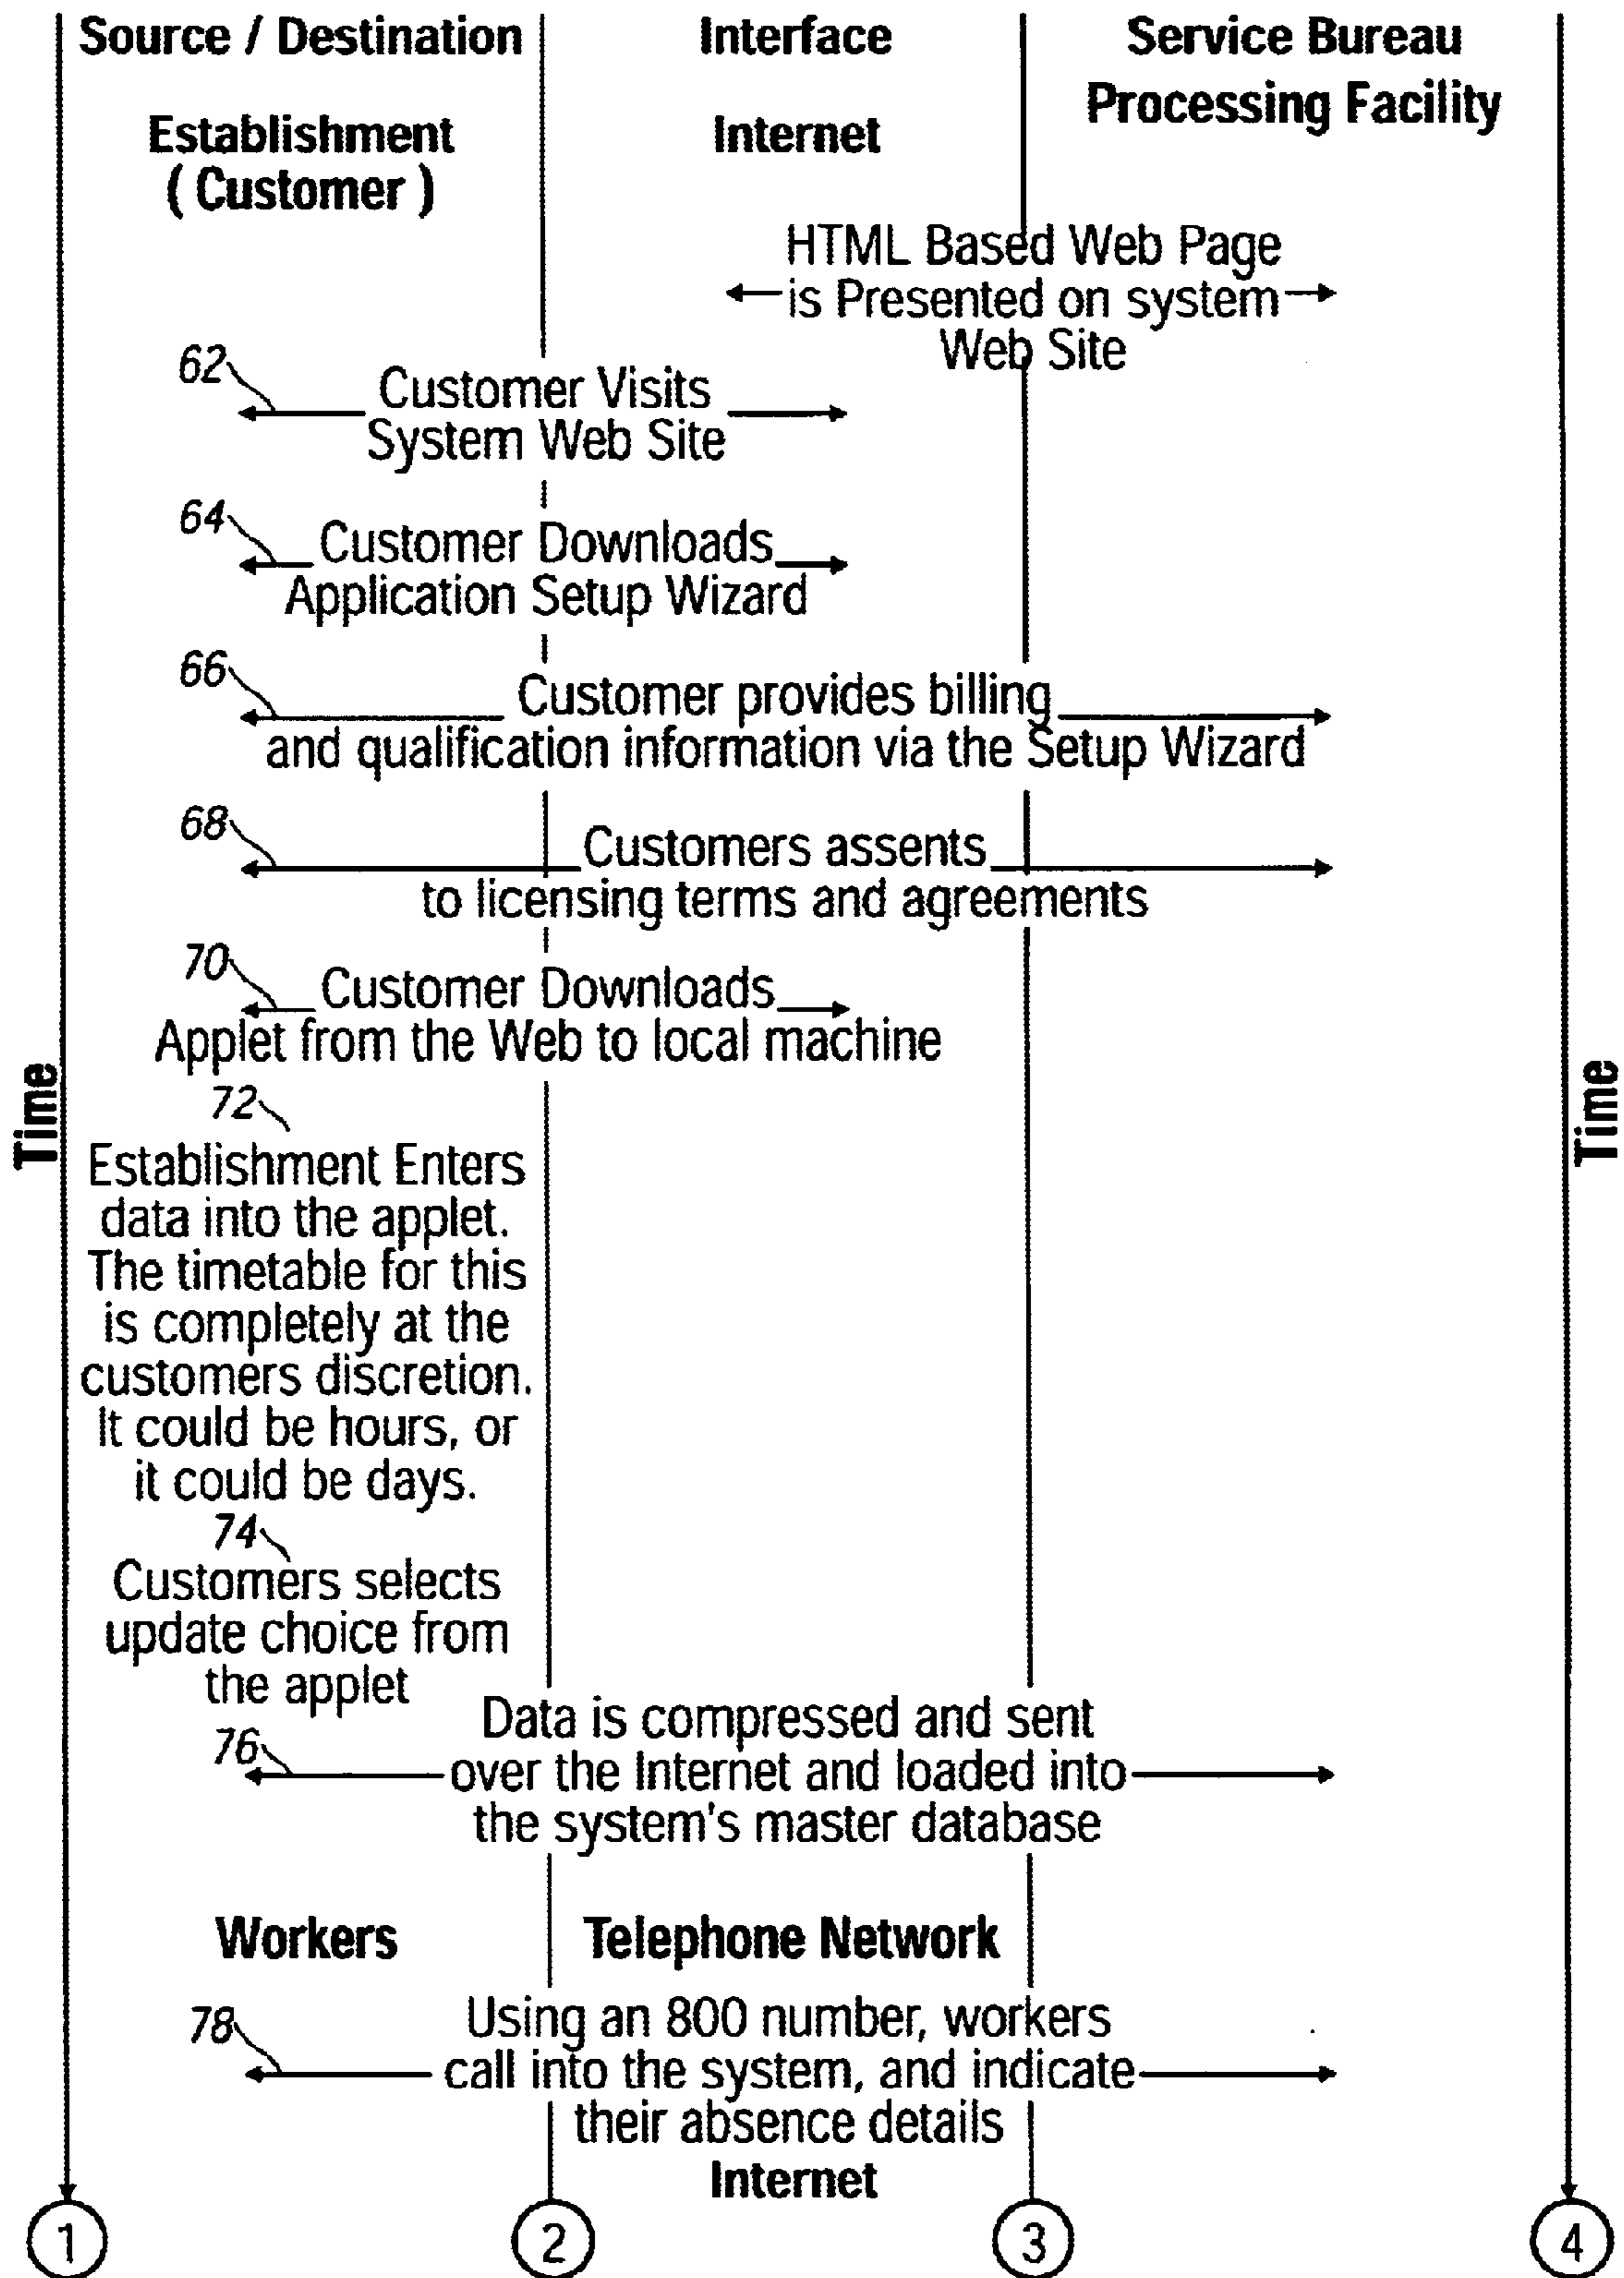 Source / Destination
Interface
Service Bureau
Processing Facility
Establishment
( Customer )
Internet
HTML Based Web Page
is Presented on system
Web Site
62
Customer Visits
System Web Site
64
Customer Downloads
Application Setup Wizard
66
Customer provides billing
and qualification information via the Setup Wizard
68
Customers assents
to licensing terms and agreements
70
Customer Downloads
Applet from the Web to local machine
Time
Time
72
Establishment Enters
data into the applet.
The timetable for this
is completely at the
customers discretion.
It could be hours, or
it could be days.
74
Customers selects
update choice from
the applet
76
Data is compressed and sent
over the Internet and loaded into
the system's master database
Workers
Telephone Network
78
Using an 800 number, workers
call into the system, and indicate
their absence details
Internet
1
2
3
4